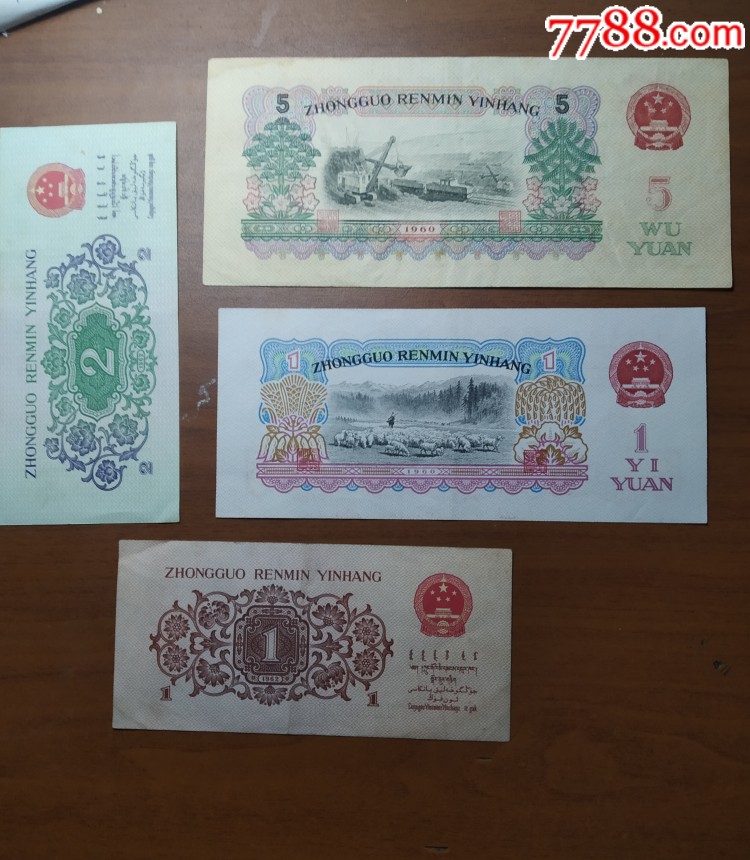 7788.com
5 ZHONGGUO RENMIN YINHANG 5
1960
5
WU
YUAN
ZHONGGUO RENMIN YINHANG
2
2
2
1 ZHONGGUO RENMIN YINHANG 1
1960
1
YI
YUAN
ZHONGGUO RENMIN YINHANG
1
1962
1
1